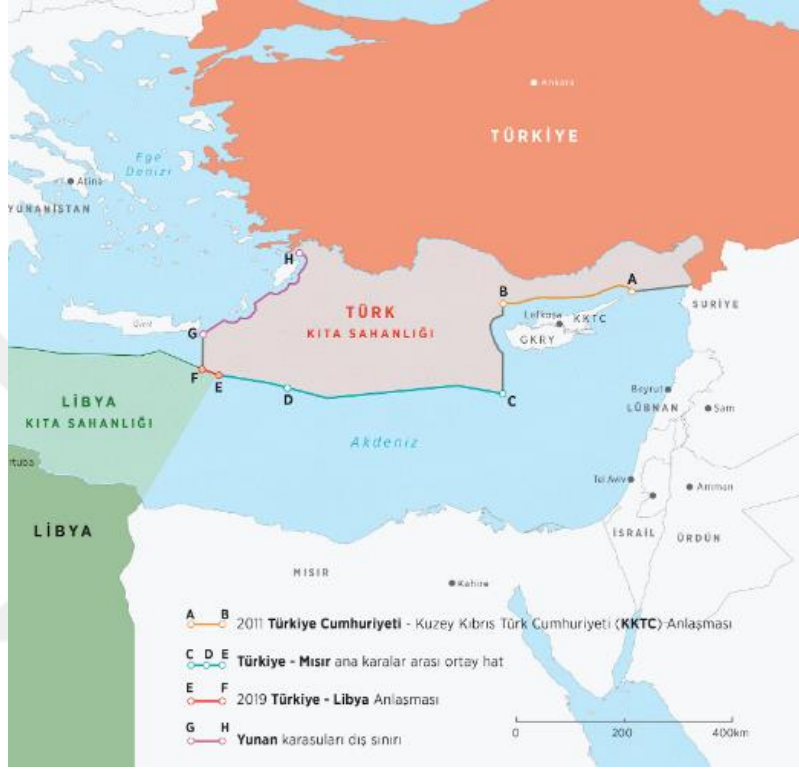 Ankara
TÜRKİYE
Ege
Denizi
Atina
YUNANİSTAN
H
A
B
SURİYE
TÜRK
KITA SAHANLIĞI
Lefkoşa
KKTC
GKRY
G
Girit
F
E
D
C
LİBYA
KITA SAHANLIĞI
Beyrut
LÜBNAN
Şam
Akdeniz
Tel Aviv
Amman
İSRAİL
ÜRDÜN
LİBYA
MISIR
Kahire
A B 2011 Türkiye Cumhuriyeti - Kuzey Kıbrıs Türk Cumhuriyeti (KKTC) Anlaşması
C D E Türkiye - Mısır ana karalar arası ortay hat
E F 2019 Türkiye - Libya Anlaşması
G H Yunan karasuları dış sınırı
0 200 400km